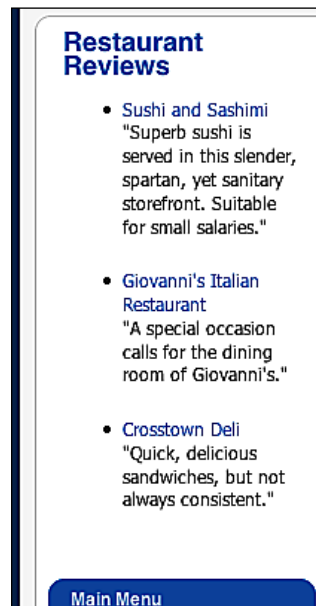 Restaurant
Reviews
Sushi and Sashimi
"Superb sushi is
served in this slender,
spartan, yet sanitary
storefront. Suitable
for small salaries."
Giovanni's Italian
Restaurant
"A special occasion
calls for the dining
room of Giovanni's."
Crosstown Deli
"Quick, delicious
sandwiches, but not
always consistent."
Main Menu